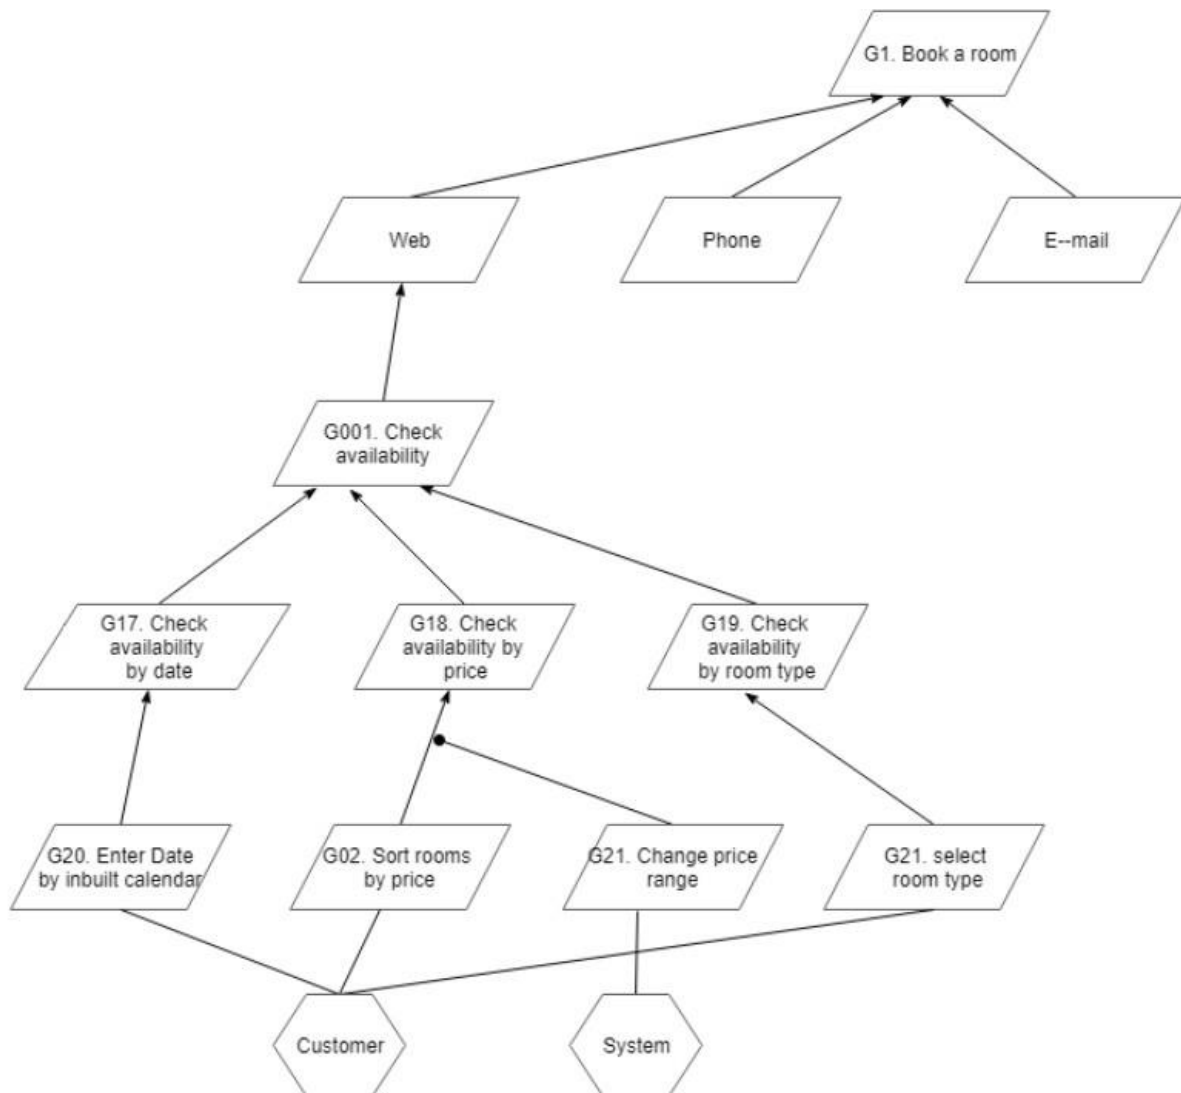 G1. Book a room
Web
Phone
E--mail
G001. Check
availability
G17. Check
availability
by date
G18. Check
availability by
price
G19. Check
availability
by room type
G20. Enter Date
by inbuilt calendar
G02. Sort rooms
by price
G21. Change price
range
G21. select
room type
Customer
System